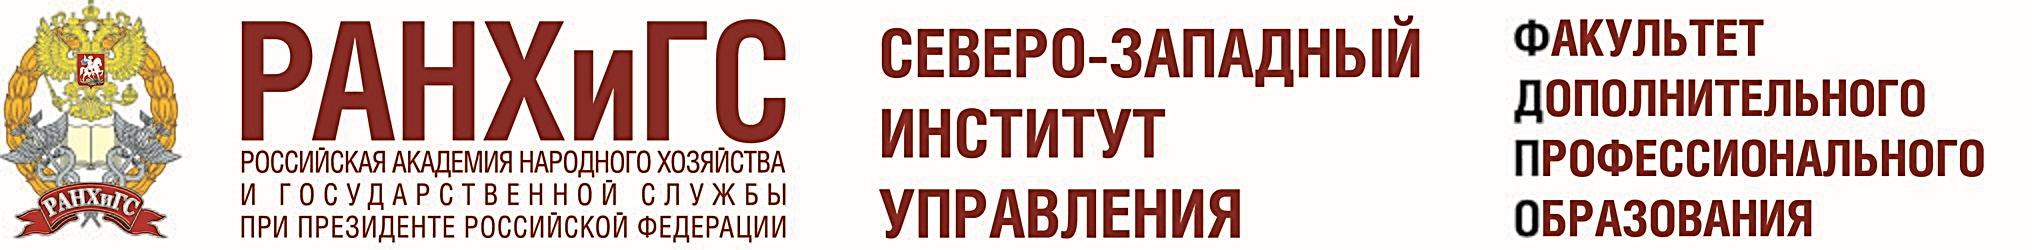 РАНХиГС
РАНХиГС
РОССИЙСКАЯ АКАДЕМИЯ НАРОДНОГО ХОЗЯЙСТВА
И ГОСУДАРСТВЕННОЙ СЛУЖБЫ
ПРИ ПРЕЗИДЕНТЕ РОССИЙСКОЙ ФЕДЕРАЦИИ
СЕВЕРО-ЗАПАДНЫЙ
ИНСТИТУТ
УПРАВЛЕНИЯ
ФАКУЛЬТЕТ
ДОПОЛНИТЕЛЬНОГО
ПРОФЕССИОНАЛЬНОГО
ОБРАЗОВАНИЯ